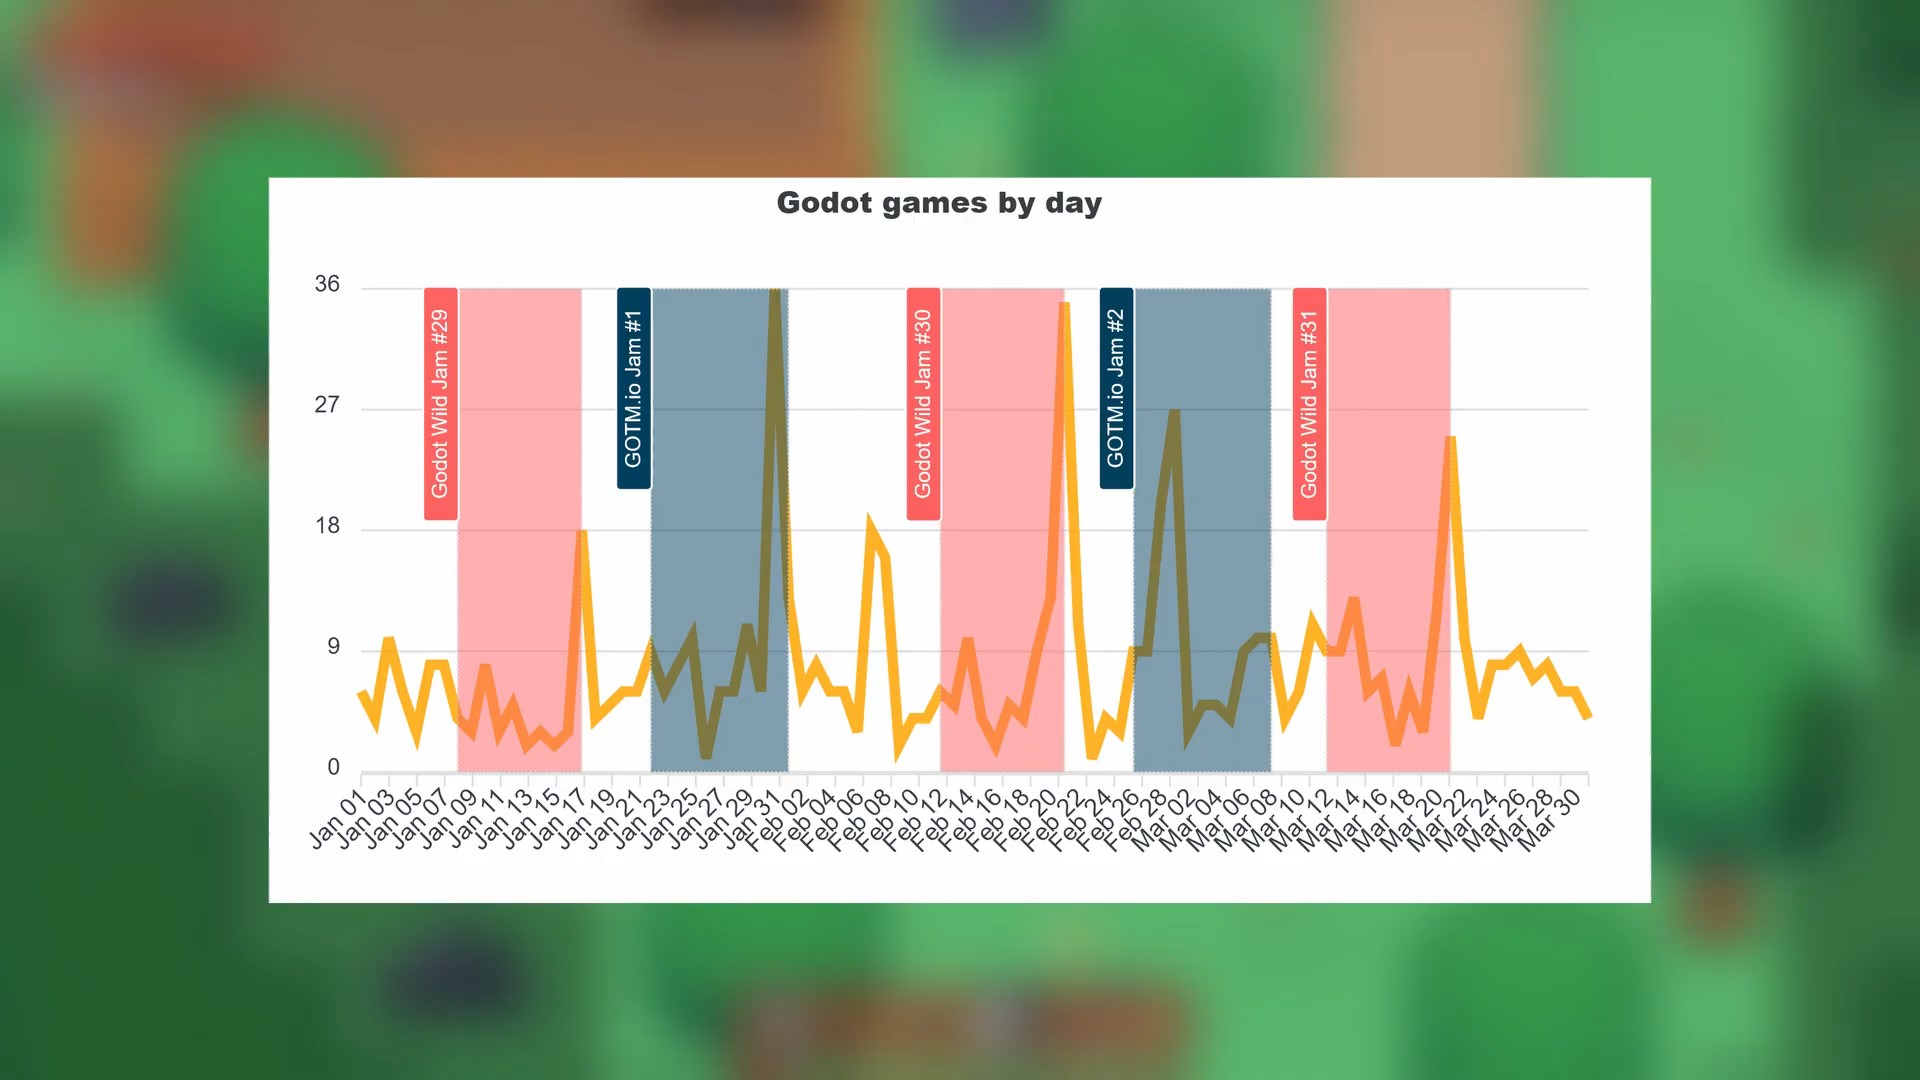 Godot games by day
36
27
18
9
0
Godot Wild Jam #29
GOTM.io Jam #1
Godot Wild Jam #30
GOTM.io Jam #2
Godot Wild Jam #31
Jan 01
Jan 03
Jan 05
Jan 07
Jan 09
Jan 11
Jan 13
Jan 15
Jan 17
Jan 19
Jan 21
Jan 23
Jan 25
Jan 27
Jan 29
Jan 31
Feb 02
Feb 04
Feb 06
Feb 08
Feb 10
Feb 12
Feb 14
Feb 16
Feb 18
Feb 20
Feb 22
Feb 24
Feb 26
Feb 28
Mar 02
Mar 04
Mar 06
Mar 08
Mar 10
Mar 12
Mar 14
Mar 16
Mar 18
Mar 20
Mar 22
Mar 24
Mar 26
Mar 28
Mar 30